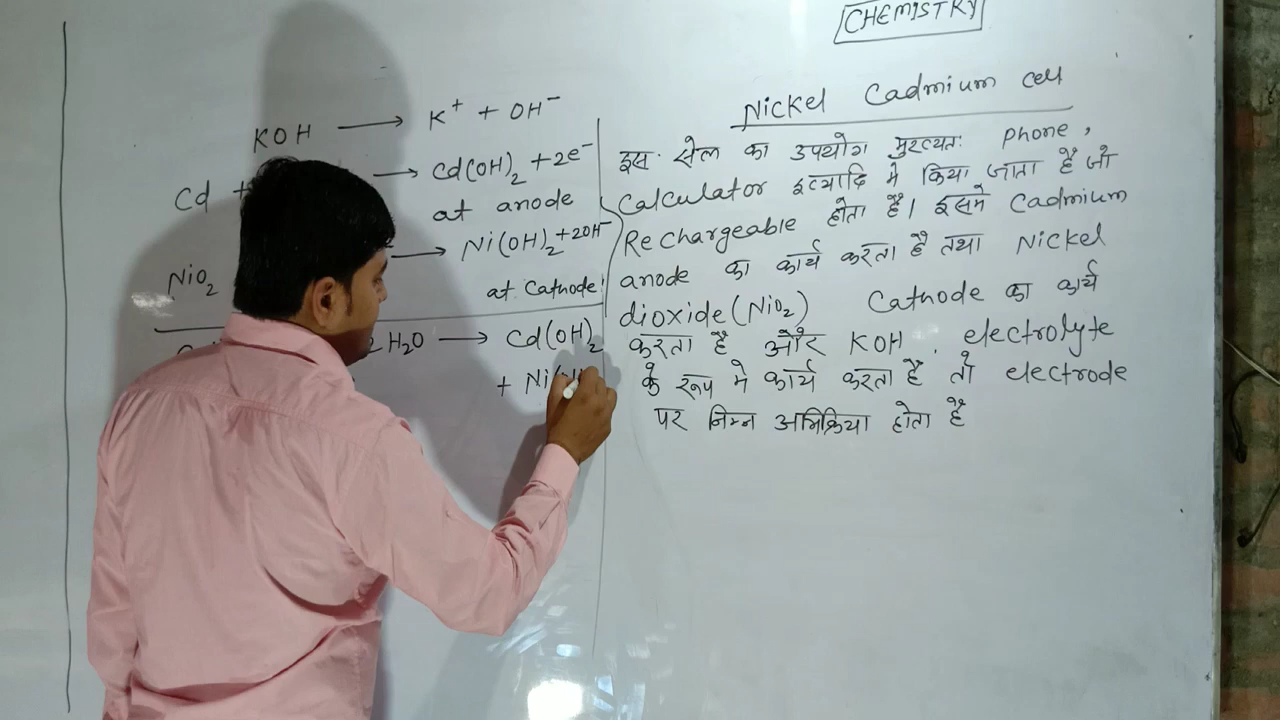 CHEMISTRY
Nickel Cadmium cell
इस सेल का उपयोग मुख्यतः phone,
Calculator इत्यादि मे किया जाता है जो
Rechargeable होता है। इसमे Cadmium
anode का कार्य करता है तथा Nickel
dioxide (NiO₂) Cathode का कार्य
करता है और KOH electrolyte
के रूप मे कार्य करता है तो electrode
पर निम्न अभिक्रिया होता है
KOH → K⁺ + OH⁻
Cd + → Cd(OH)₂ + 2e⁻
at anode
NiO₂ → Ni(OH)₂ + 2OH⁻
at Cathode
2H₂O → Cd(OH)₂
+ Ni(